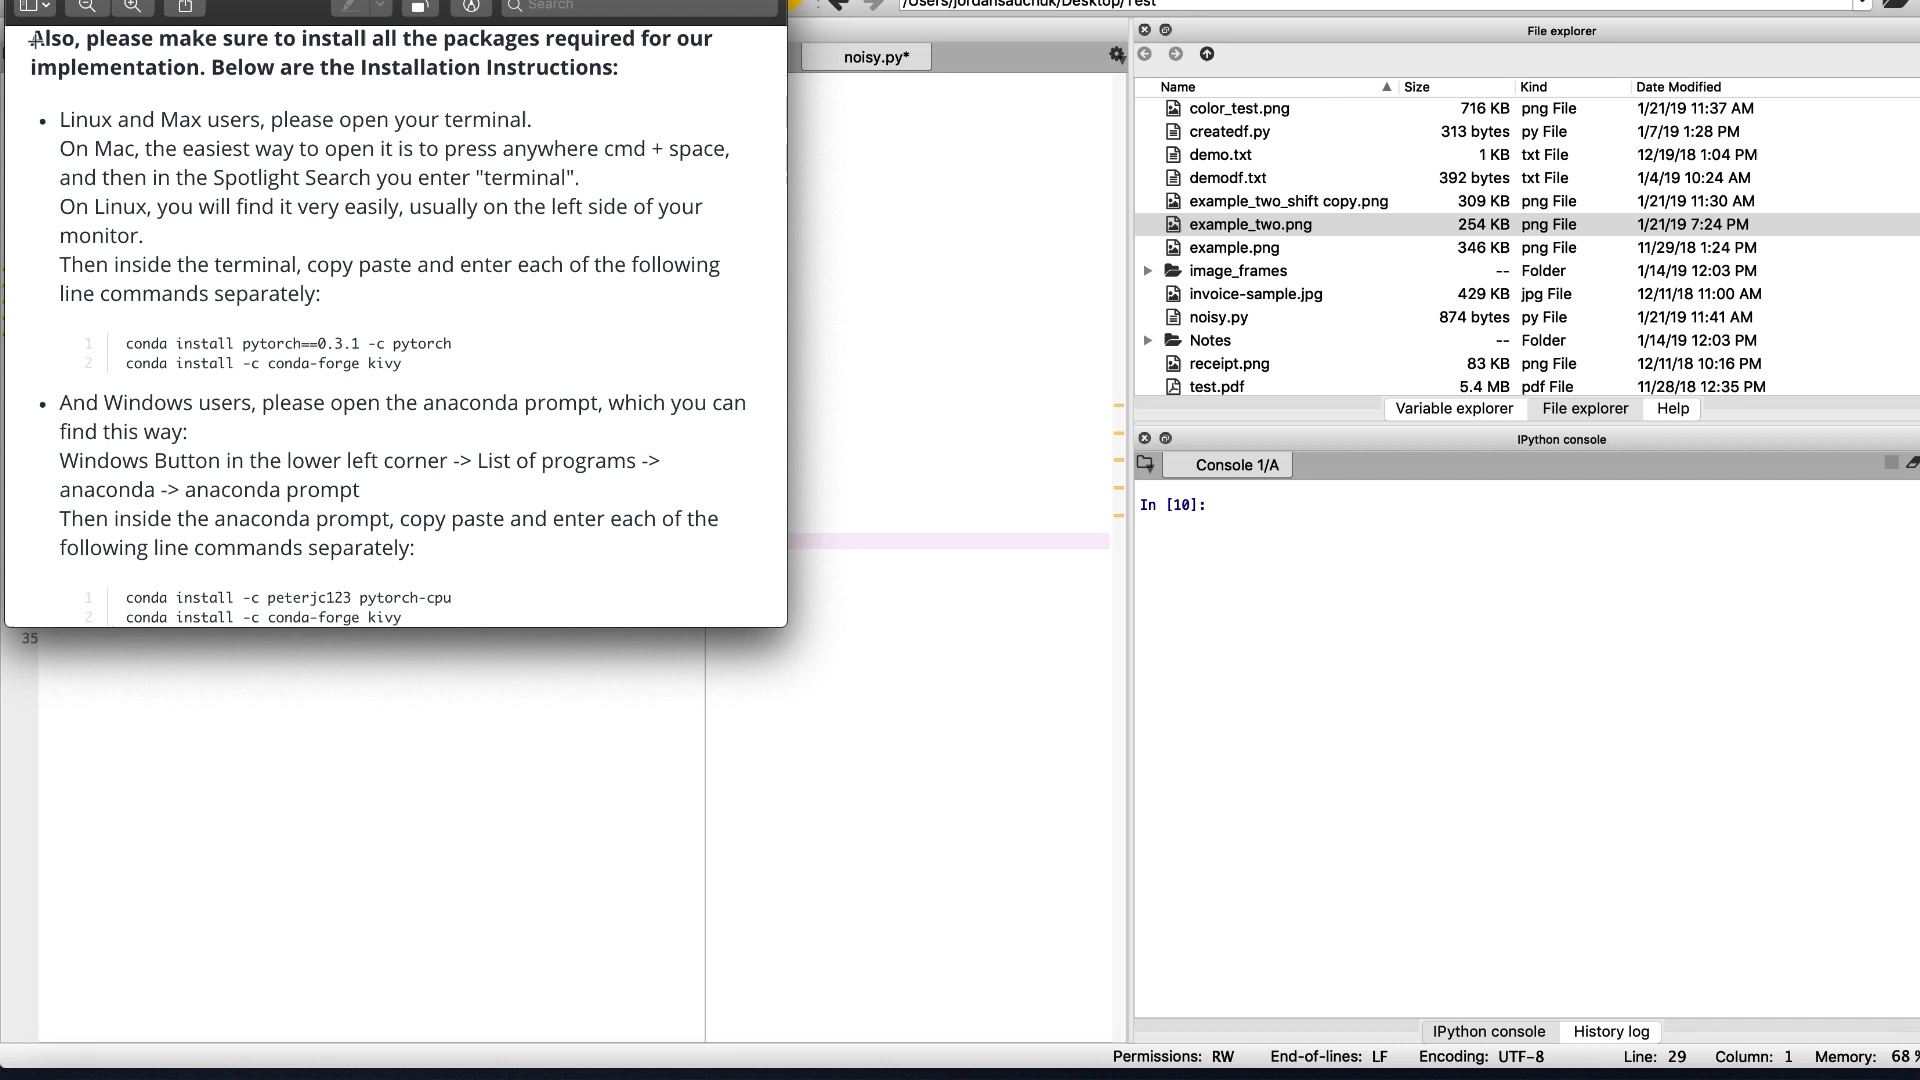 Search
/Users/jordansauchuk/Desktop/Test
Also, please make sure to install all the packages required for our
implementation. Below are the Installation Instructions:
Linux and Max users, please open your terminal.
On Mac, the easiest way to open it is to press anywhere cmd + space,
and then in the Spotlight Search you enter "terminal".
On Linux, you will find it very easily, usually on the left side of your
monitor.
Then inside the terminal, copy paste and enter each of the following
line commands separately:
1 conda install pytorch==0.3.1 -c pytorch
2 conda install -c conda-forge kivy
And Windows users, please open the anaconda prompt, which you can
find this way:
Windows Button in the lower left corner -> List of programs ->
anaconda -> anaconda prompt
Then inside the anaconda prompt, copy paste and enter each of the
following line commands separately:
1 conda install -c peterjc123 pytorch-cpu
2 conda install -c conda-forge kivy
35
noisy.py*
File explorer
Name Size Kind Date Modified
color_test.png 716 KB png File 1/21/19 11:37 AM
createdf.py 313 bytes py File 1/7/19 1:28 PM
demo.txt 1 KB txt File 12/19/18 1:04 PM
demodf.txt 392 bytes txt File 1/4/19 10:24 AM
example_two_shift copy.png 309 KB png File 1/21/19 11:30 AM
example_two.png 254 KB png File 1/21/19 7:24 PM
example.png 346 KB png File 11/29/18 1:24 PM
image_frames -- Folder 1/14/19 12:03 PM
invoice-sample.jpg 429 KB jpg File 12/11/18 11:00 AM
noisy.py 874 bytes py File 1/21/19 11:41 AM
Notes -- Folder 1/14/19 12:03 PM
receipt.png 83 KB png File 12/11/18 10:16 PM
test.pdf 5.4 MB pdf File 11/28/18 12:35 PM
Variable explorer File explorer Help
IPython console
Console 1/A
In [10]:
IPython console History log
Permissions: RW End-of-lines: LF Encoding: UTF-8 Line: 29 Column: 1 Memory: 68 %